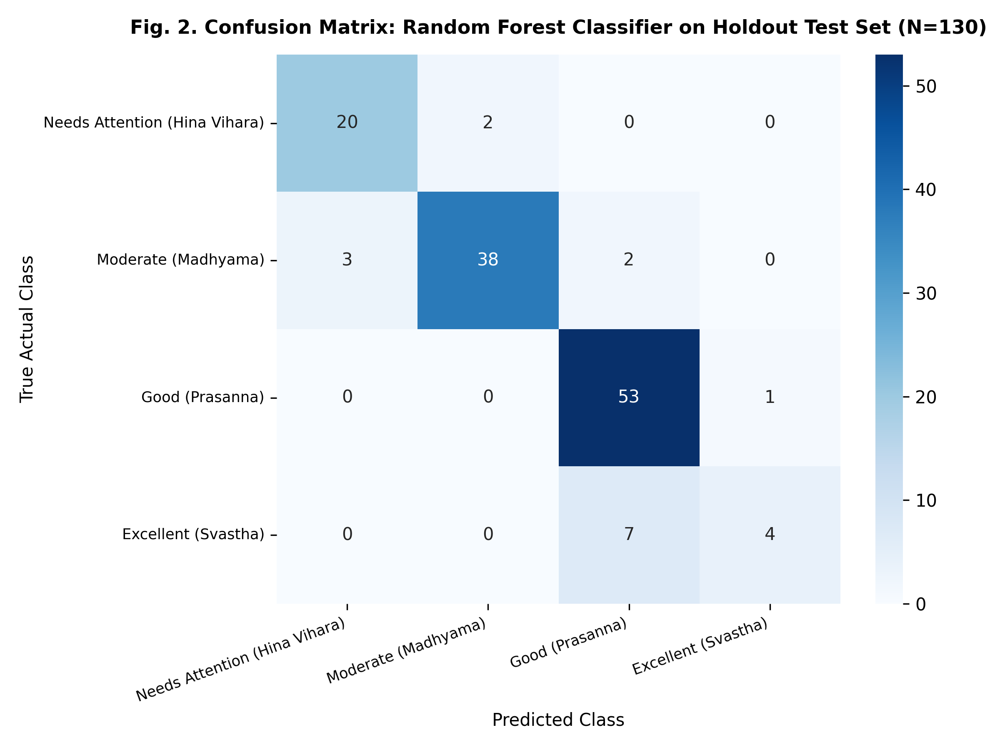 Fig. 2. Confusion Matrix: Random Forest Classifier on Holdout Test Set (N=130)
True Actual Class
Needs Attention (Hina Vihara) 20 2 0 0
Moderate (Madhyama) 3 38 2 0
Good (Prasanna) 0 0 53 1
Excellent (Svastha) 0 0 7 4
50
40
30
20
10
0
Needs Attention (Hina Vihara)
Moderate (Madhyama)
Good (Prasanna)
Excellent (Svastha)
Predicted Class